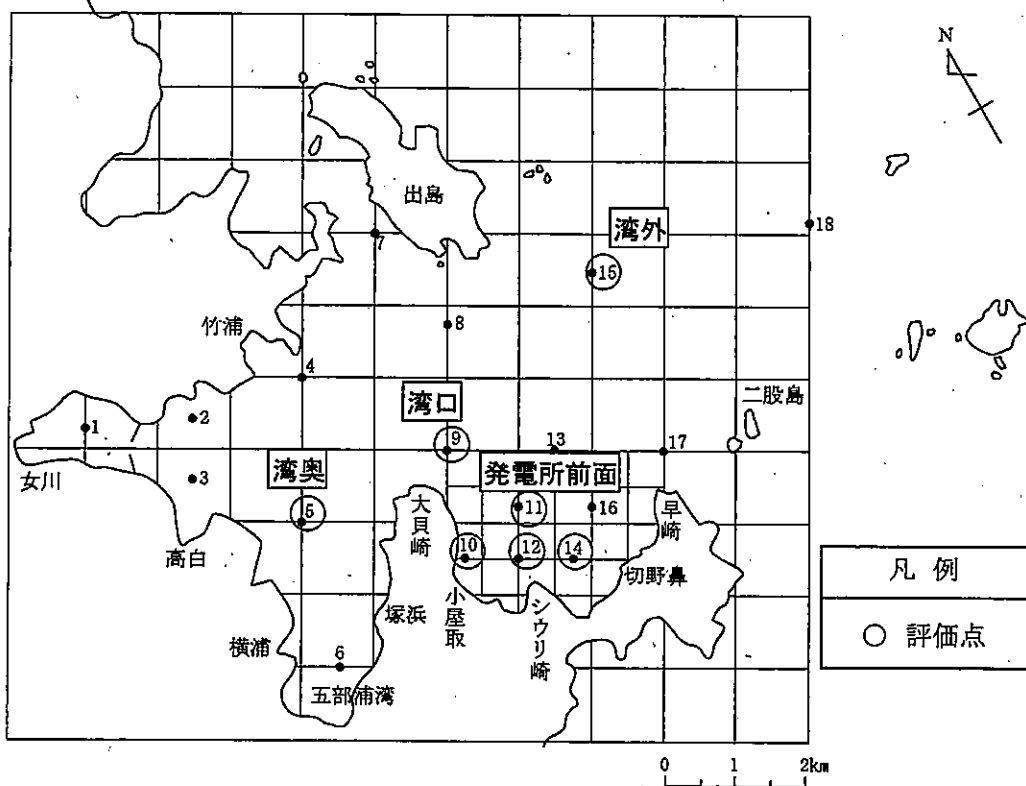 N
出島
湾外
18
7
15
竹浦
8
4
湾口
二股島
2
1
9
13
17
女川
湾奥
発電所前面
3
大貝崎
5
11
16
早崎
高白
10
12
14
切野鼻
凡例
塚浜
小屋取
シウリ崎
○ 評価点
横浦
6
五部浦湾
0 1 2km